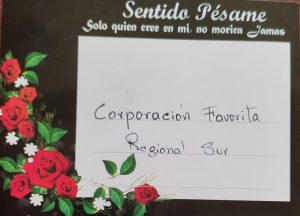 Sentido Pésame
Solo quien cree en mi, no morira Jamas
Corporación Favorita
Regional Sur